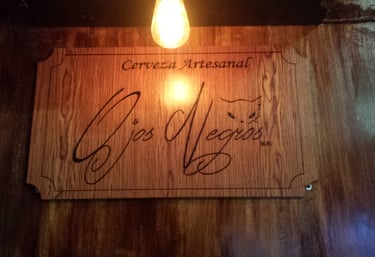 Cerveza Artesanal
Ojos Negros